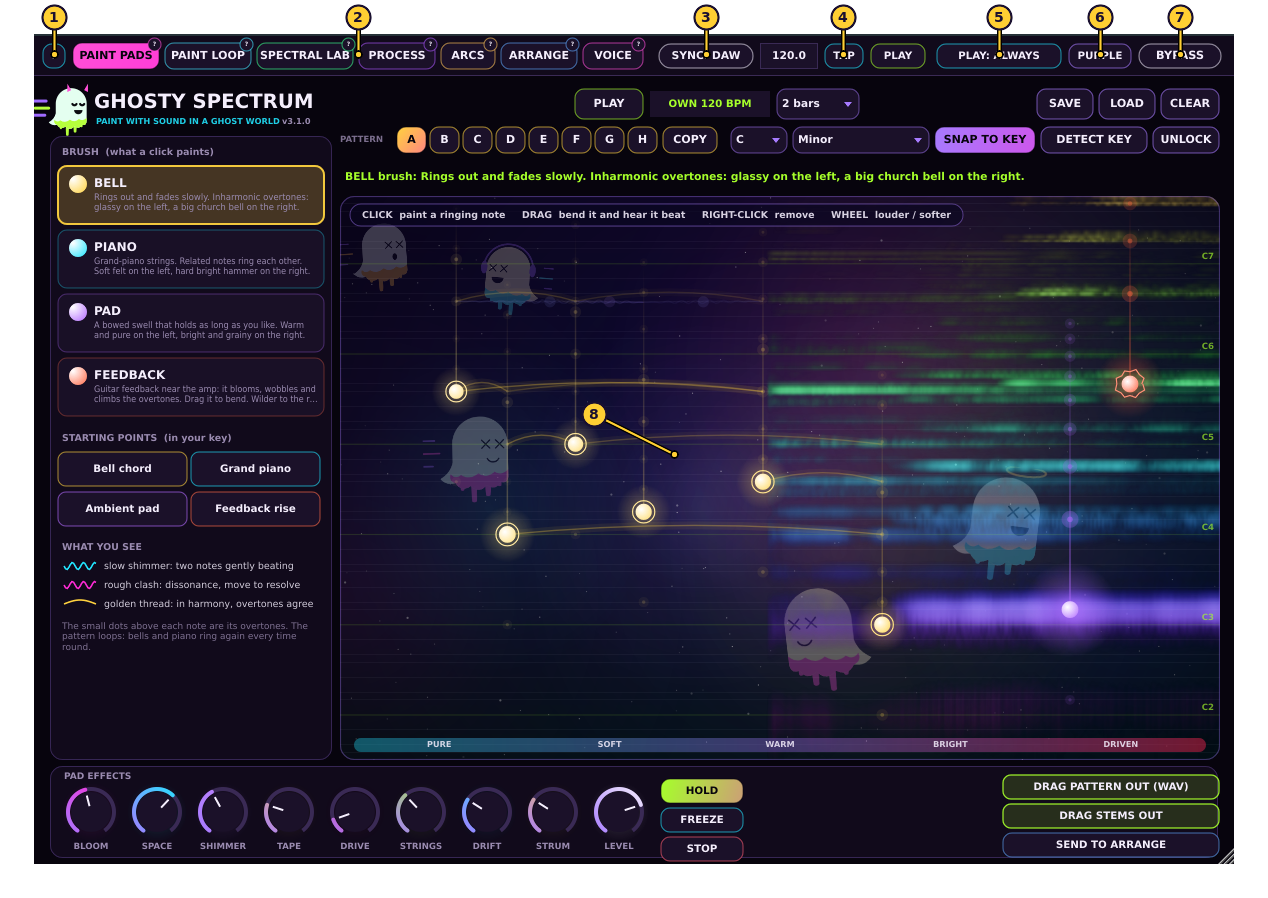 1 2 3 4 5 6 7
PAINT PADS ? PAINT LOOP ? SPECTRAL LAB ? PROCESS ? ARCS ? ARRANGE ? VOICE ? DAW 120.0 PLAY BYPASS
GHOSTY SPECTRUM
PAINT WITH SOUND IN A GHOST WORLD v3.1.0
PLAY OWN 120 BPM 2 bars SAVE LOAD CLEAR
PATTERN A B C D E F G H COPY C Minor SNAP TO KEY DETECT KEY UNLOCK
BRUSH (what a click paints)
BELL
Rings out and fades slowly. Inharmonic overtones:
glassy on the left, a big church bell on the right.
PIANO
Grand-piano strings. Related notes ring each other.
Soft felt on the left, hard bright hammer on the right.
PAD
A bowed swell that holds as long as you like. Warm
and pure on the left, bright and grainy on the right.
FEEDBACK
Guitar feedback near the amp: it blooms, wobbles and
climbs the overtones. Drag it to bend. Wilder to the r...
STARTING POINTS (in your key)
Bell chord Grand piano
Ambient pad Feedback rise
WHAT YOU SEE
slow shimmer: two notes gently beating
rough clash: dissonance, move to resolve
golden thread: in harmony, overtones agree
The small dots above each note are its overtones. The
pattern loops: bells and piano ring again every time
round.
BELL brush: Rings out and fades slowly. Inharmonic overtones: glassy on the left, a big church bell on the right.
CLICK paint a ringing note DRAG bend it and hear it beat RIGHT-CLICK remove WHEEL louder / softer
C7
C6
8
C5
C4
C3
C2
PURE SOFT WARM BRIGHT DRIVEN
PAD EFFECTS
BLOOM SPACE SHIMMER TAPE DRIVE STRINGS DRIFT STRUM LEVEL
HOLD
FREEZE
STOP
DRAG PATTERN OUT (WAV)
DRAG STEMS OUT
SEND TO ARRANGE